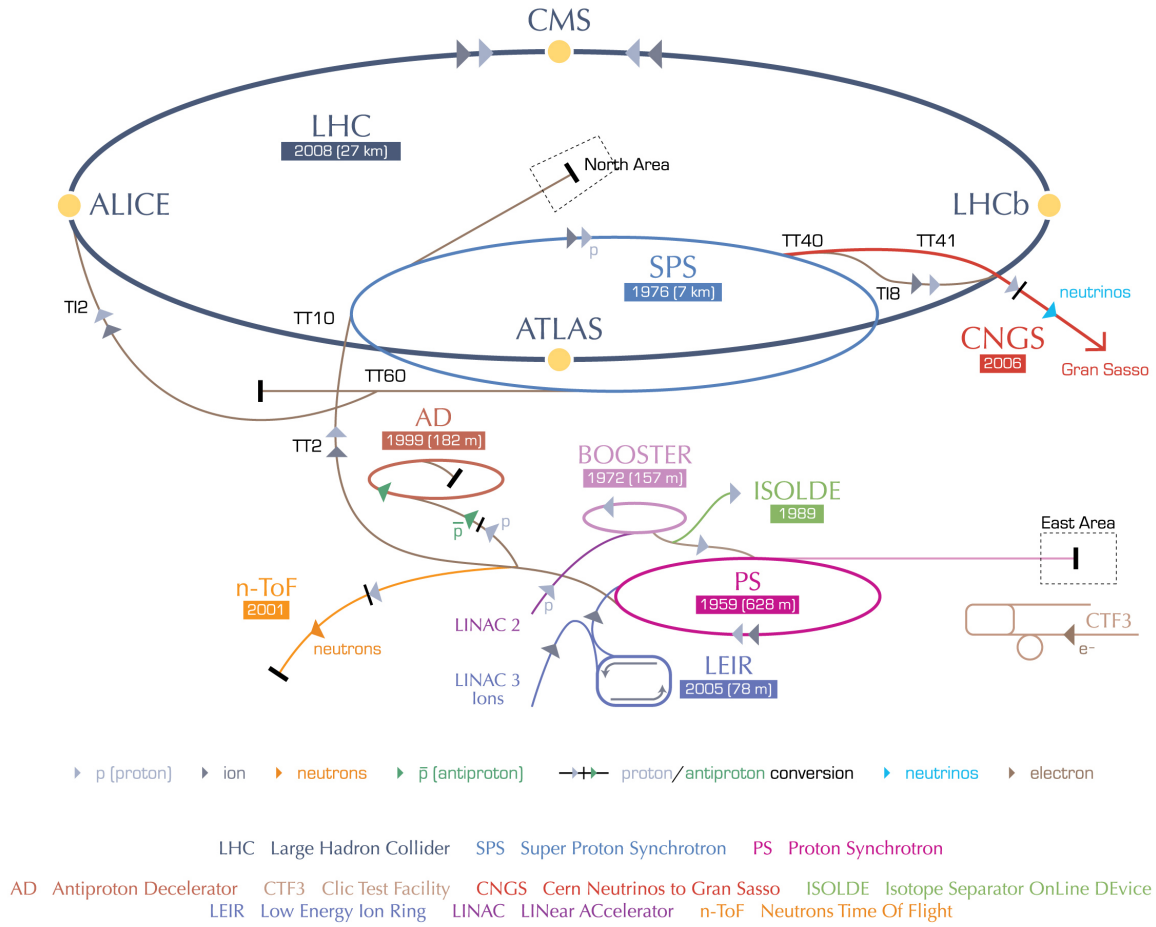 CMS
LHC
2008 (27 km)
North Area
ALICE
LHCb
TT40
TT41
p
SPS
1976 (7 km)
TI8
TI2
TT10
neutrinos
ATLAS
CNGS
2006
Gran Sasso
TT60
AD
1999 (182 m)
TT2
BOOSTER
1972 (157 m)
ISOLDE
1989
p̅
p
East Area
n-ToF
2001
PS
1959 (628 m)
p
LINAC 2
neutrons
CTF3
e⁻
LEIR
2005 (78 m)
LINAC 3
Ions
p (proton)
ion
neutrons
p̅ (antiproton)
proton/antiproton conversion
neutrinos
electron
LHC Large Hadron Collider SPS Super Proton Synchrotron PS Proton Synchrotron
AD Antiproton Decelerator CTF3 Clic Test Facility CNGS Cern Neutrinos to Gran Sasso ISOLDE Isotope Separator OnLine DEvice
LEIR Low Energy Ion Ring LINAC LINear ACcelerator n-ToF Neutrons Time Of Flight